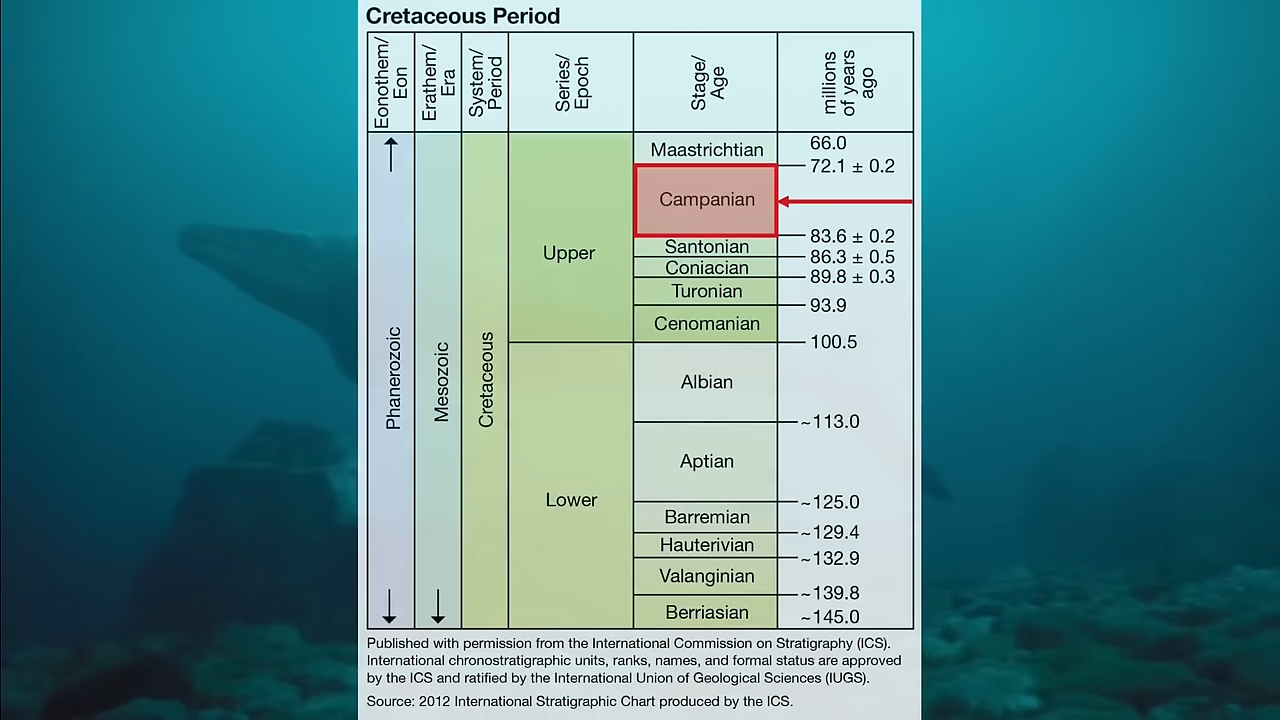 Cretaceous Period
Eonothem/
Eon
Erathem/
Era
System/
Period
Series/
Epoch
Stage/
Age
millions
of years
ago
Phanerozoic
Mesozoic
Cretaceous
Upper
Lower
Maastrichtian
Campanian
Santonian
Coniacian
Turonian
Cenomanian
Albian
Aptian
Barremian
Hauterivian
Valanginian
Berriasian
66.0
72.1 ± 0.2
83.6 ± 0.2
86.3 ± 0.5
89.8 ± 0.3
93.9
100.5
~113.0
~125.0
~129.4
~132.9
~139.8
~145.0
Published with permission from the International Commission on Stratigraphy (ICS).
International chronostratigraphic units, ranks, names, and formal status are approved
by the ICS and ratified by the International Union of Geological Sciences (IUGS).
Source: 2012 International Stratigraphic Chart produced by the ICS.